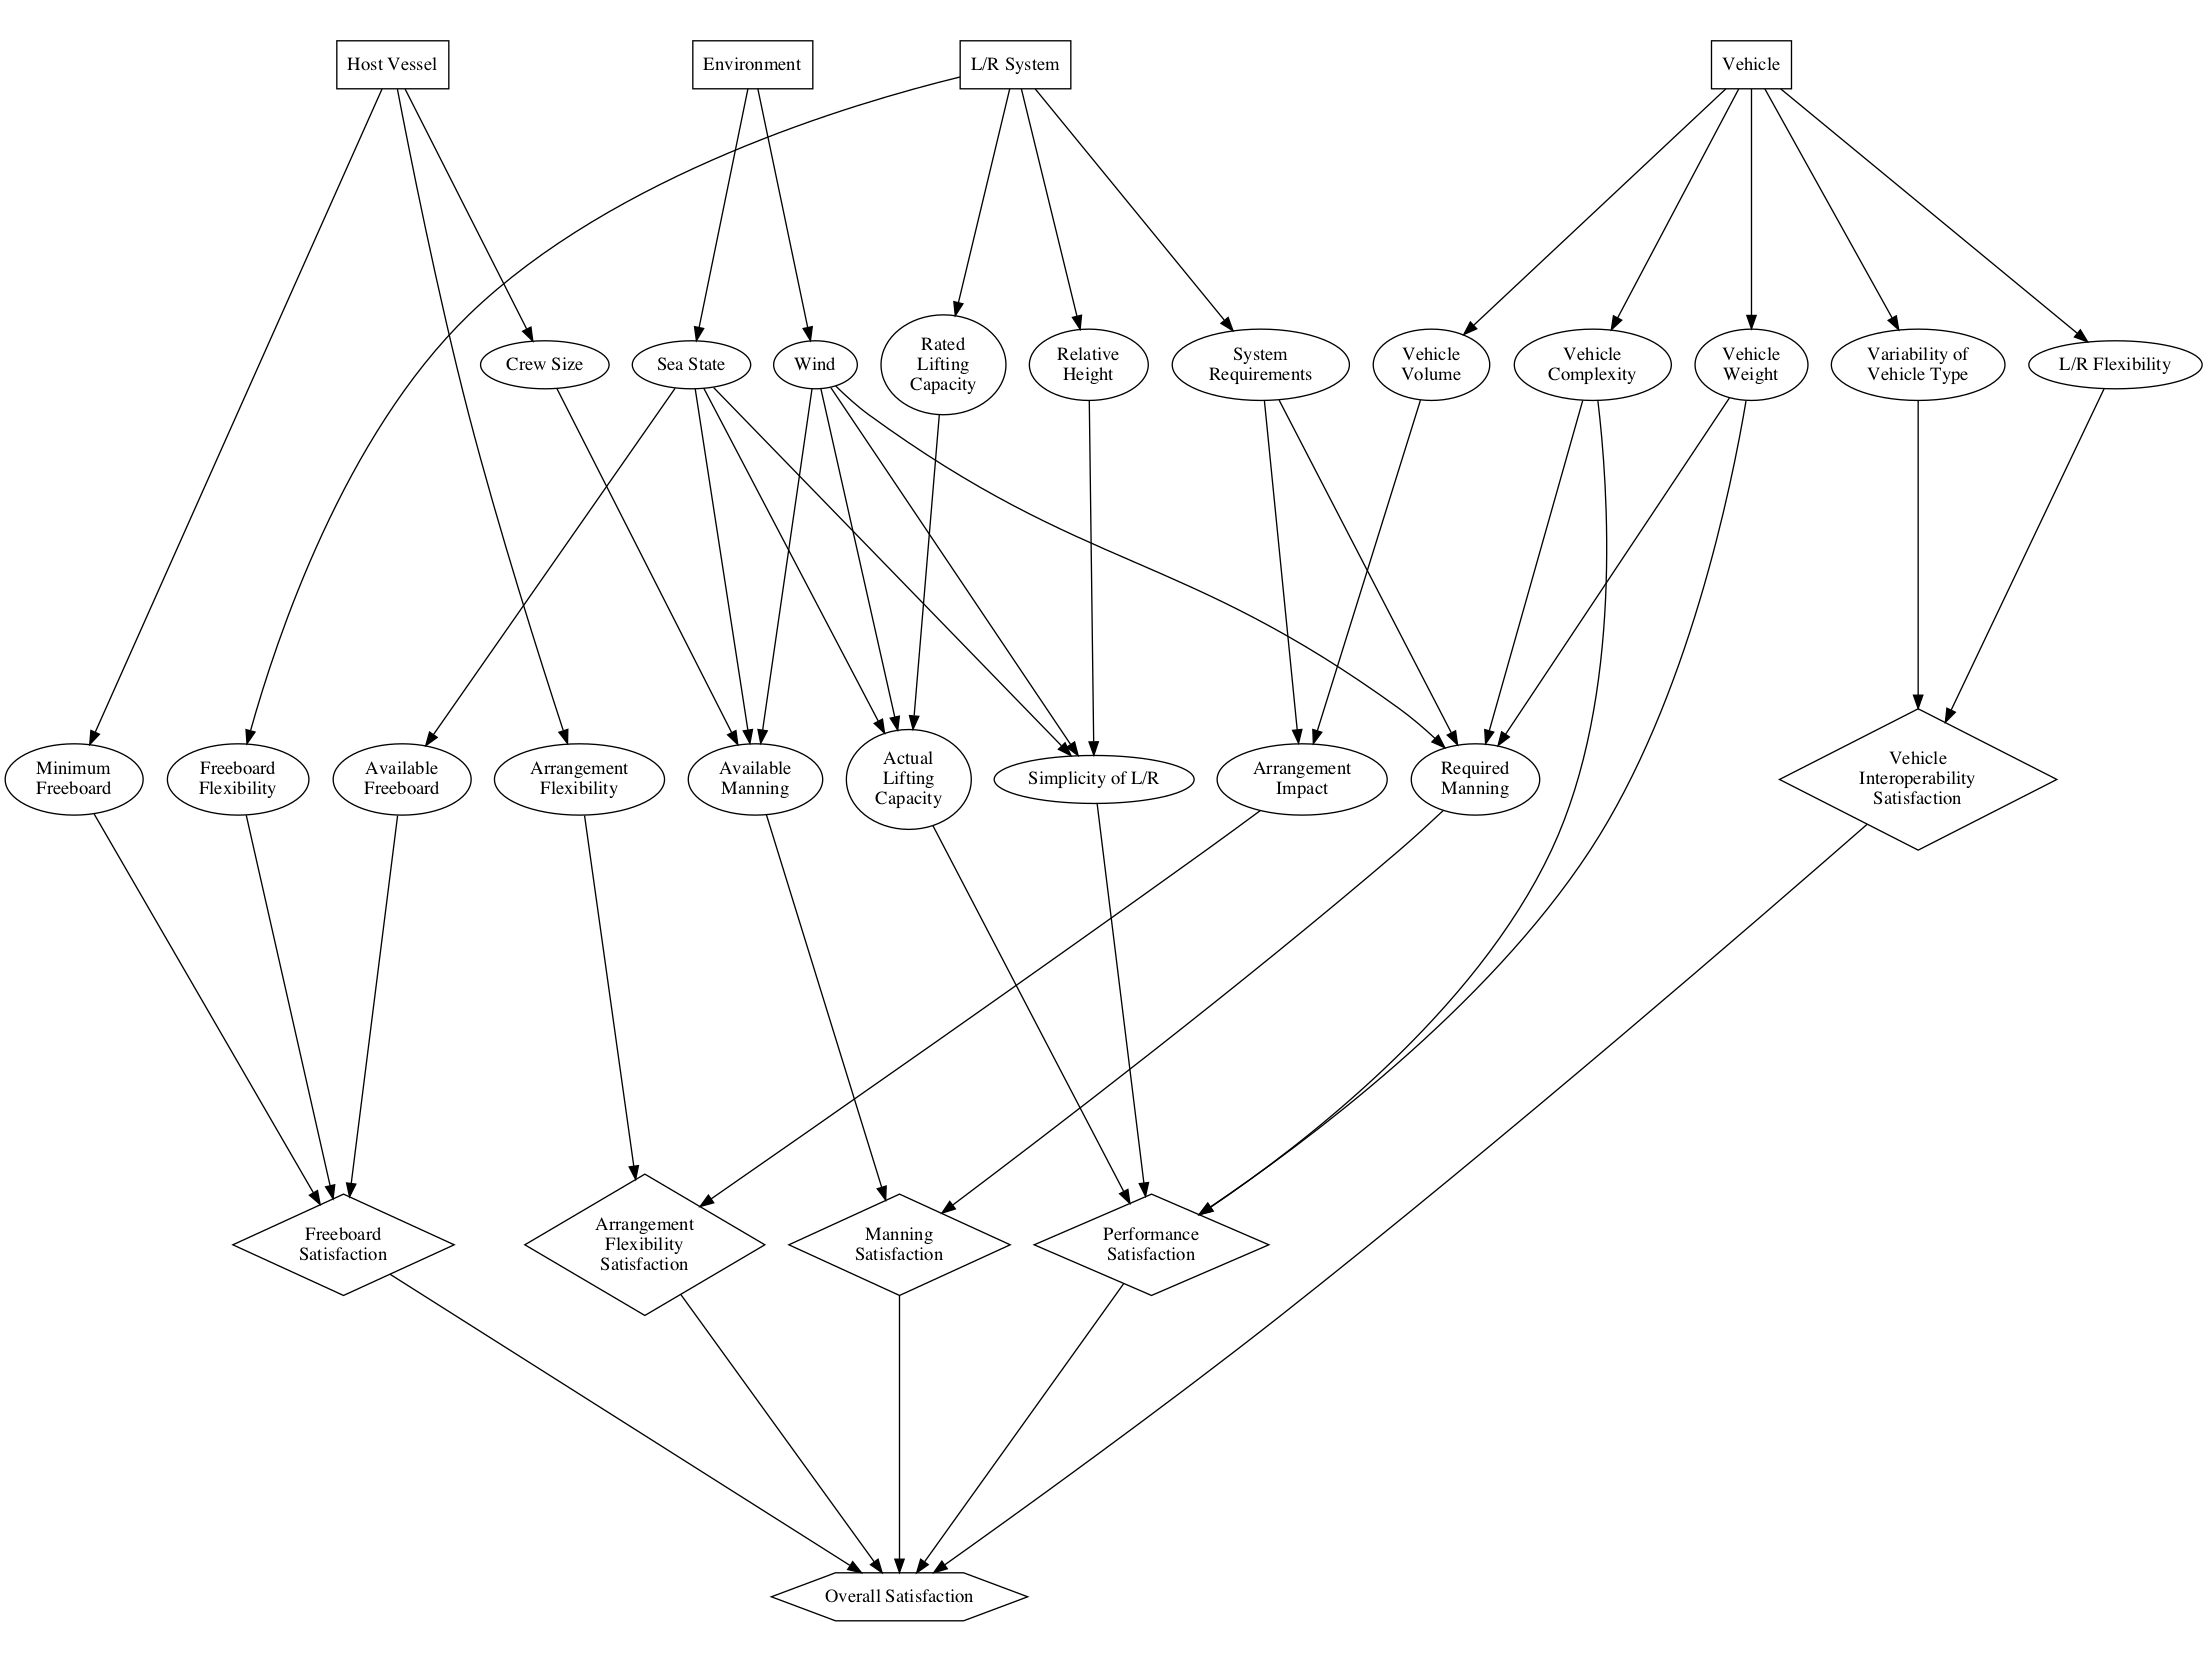 Host Vessel
Environment
L/R System
Vehicle
Crew Size
Sea State
Wind
Rated
Lifting
Capacity
Relative
Height
System
Requirements
Vehicle
Volume
Vehicle
Complexity
Vehicle
Weight
Variability of
Vehicle Type
L/R Flexibility
Minimum
Freeboard
Freeboard
Flexibility
Available
Freeboard
Arrangement
Flexibility
Available
Manning
Actual
Lifting
Capacity
Simplicity of L/R
Arrangement
Impact
Required
Manning
Vehicle
Interoperability
Satisfaction
Freeboard
Satisfaction
Arrangement
Flexibility
Satisfaction
Manning
Satisfaction
Performance
Satisfaction
Overall Satisfaction